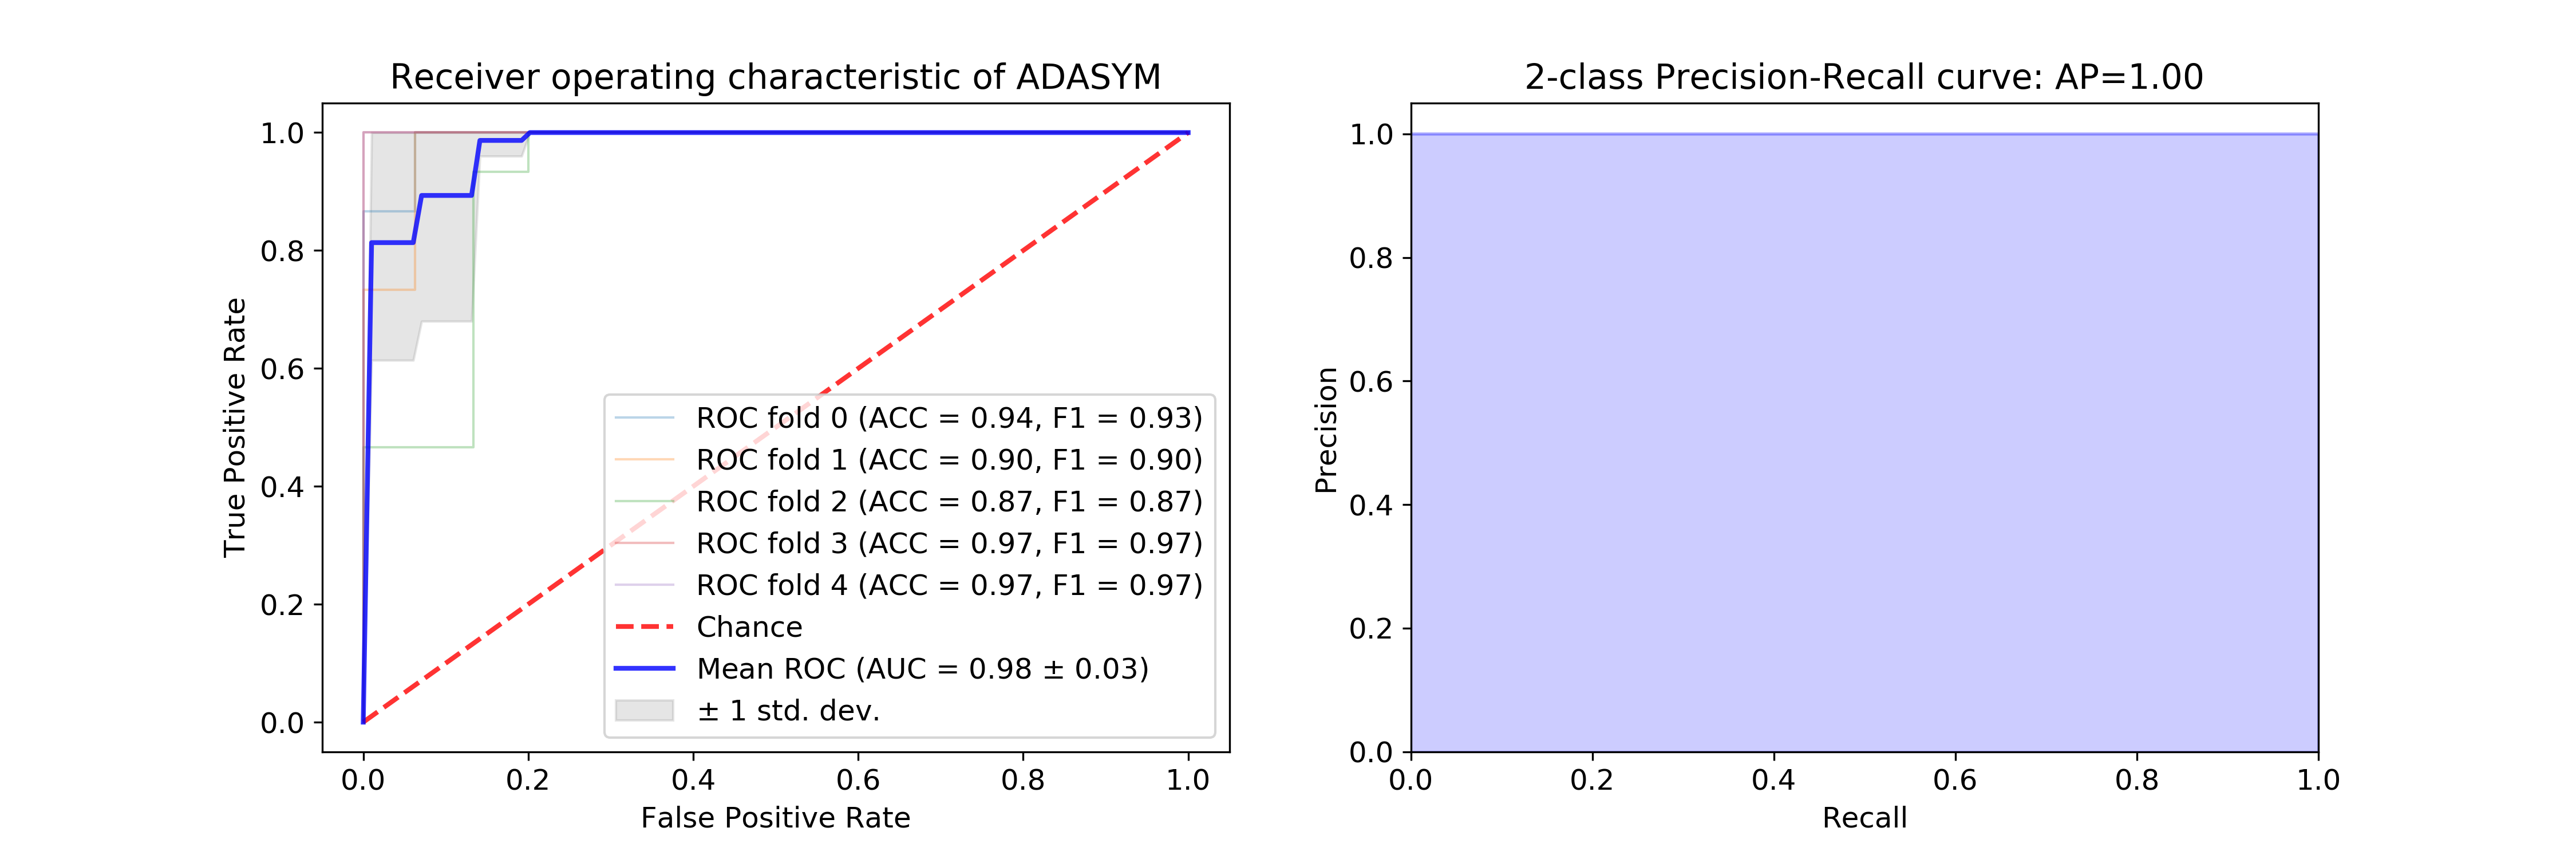 Receiver operating characteristic of ADASYM
1.0
0.8
0.6
0.4
0.2
0.0
True Positive Rate
ROC fold 0 (ACC = 0.94, F1 = 0.93)
ROC fold 1 (ACC = 0.90, F1 = 0.90)
ROC fold 2 (ACC = 0.87, F1 = 0.87)
ROC fold 3 (ACC = 0.97, F1 = 0.97)
ROC fold 4 (ACC = 0.97, F1 = 0.97)
Chance
Mean ROC (AUC = 0.98 ± 0.03)
± 1 std. dev.
0.0 0.2 0.4 0.6 0.8 1.0
False Positive Rate
2-class Precision-Recall curve: AP=1.00
1.0
0.8
0.6
0.4
0.2
0.0
Precision
0.0 0.2 0.4 0.6 0.8 1.0
Recall